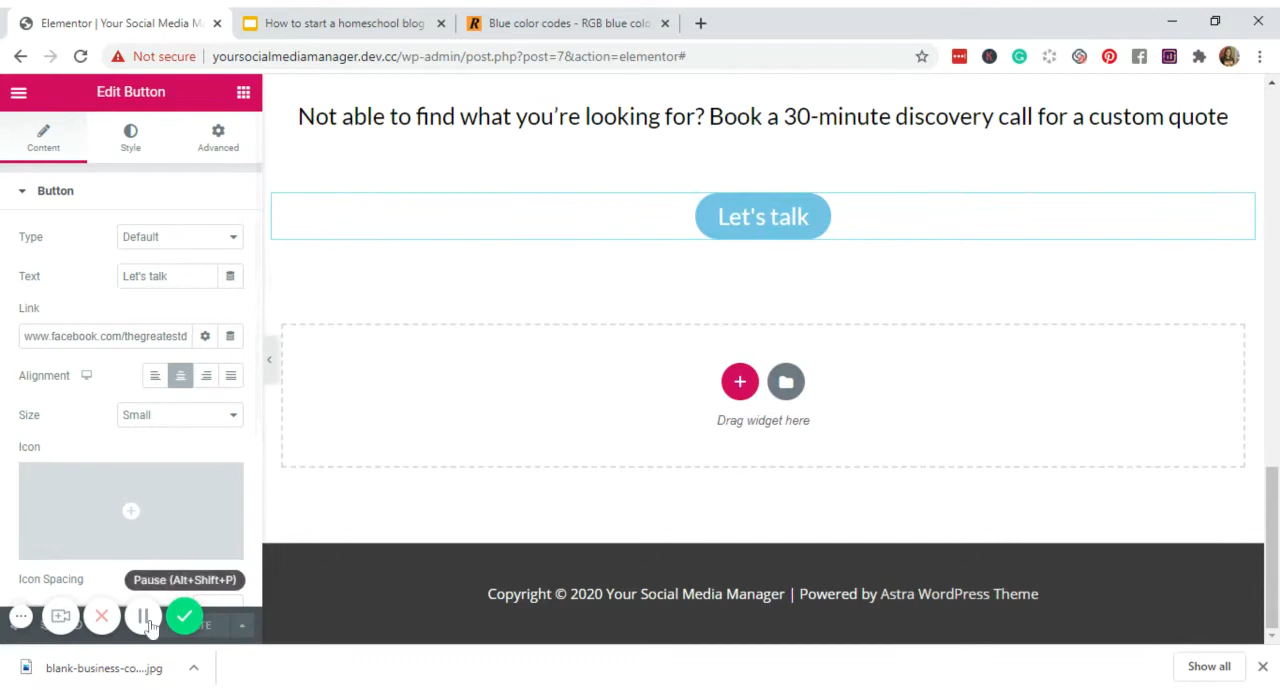 Elementor | Your Social Media M
How to start a homeschool blog
Blue color codes - RGB blue colo
Not secure
yoursocialmediamanager.dev.cc/wp-admin/post.php?post=7&action=elementor#
Edit Button
Content
Style
Advanced
Button
Type
Default
Text
Let's talk
Link
www.facebook.com/thegreatestd
Alignment
Size
Small
Icon
Icon Spacing
Pause (Alt+Shift+P)
Not able to find what you're looking for? Book a 30-minute discovery call for a custom quote
Let's talk
Drag widget here
Copyright © 2020 Your Social Media Manager | Powered by Astra WordPress Theme
blank-business-co....jpg
Show all